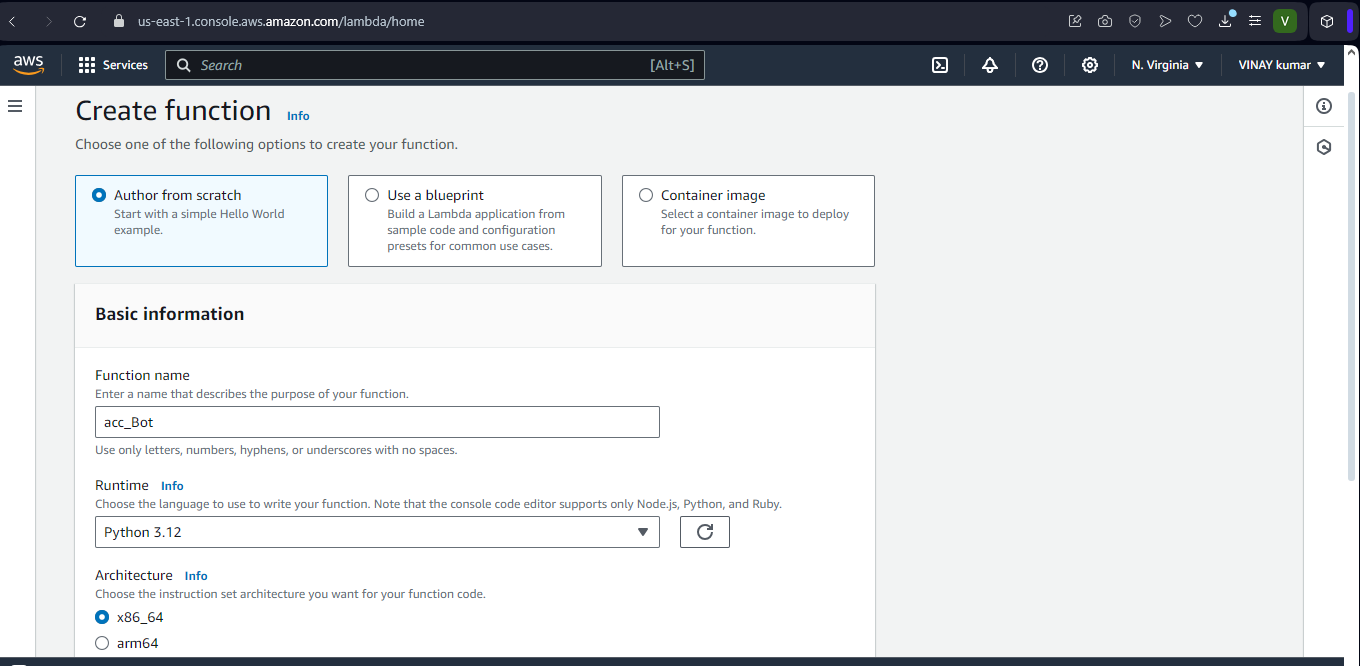 us-east-1.console.aws.amazon.com/lambda/home
V
aws
Services
Search
[Alt+S]
N. Virginia
VINAY kumar
Create function Info
Choose one of the following options to create your function.
Author from scratch
Start with a simple Hello World
example.
Use a blueprint
Build a Lambda application from
sample code and configuration
presets for common use cases.
Container image
Select a container image to deploy
for your function.
Basic information
Function name
Enter a name that describes the purpose of your function.
acc_Bot
Use only letters, numbers, hyphens, or underscores with no spaces.
Runtime Info
Choose the language to use to write your function. Note that the console code editor supports only Node.js, Python, and Ruby.
Python 3.12
Architecture Info
Choose the instruction set architecture you want for your function code.
x86_64
arm64